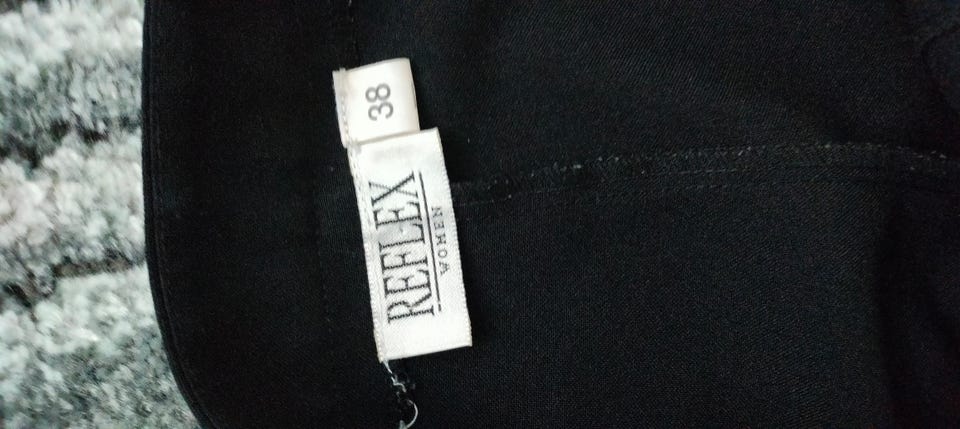 38
REFLEX
WOMEN